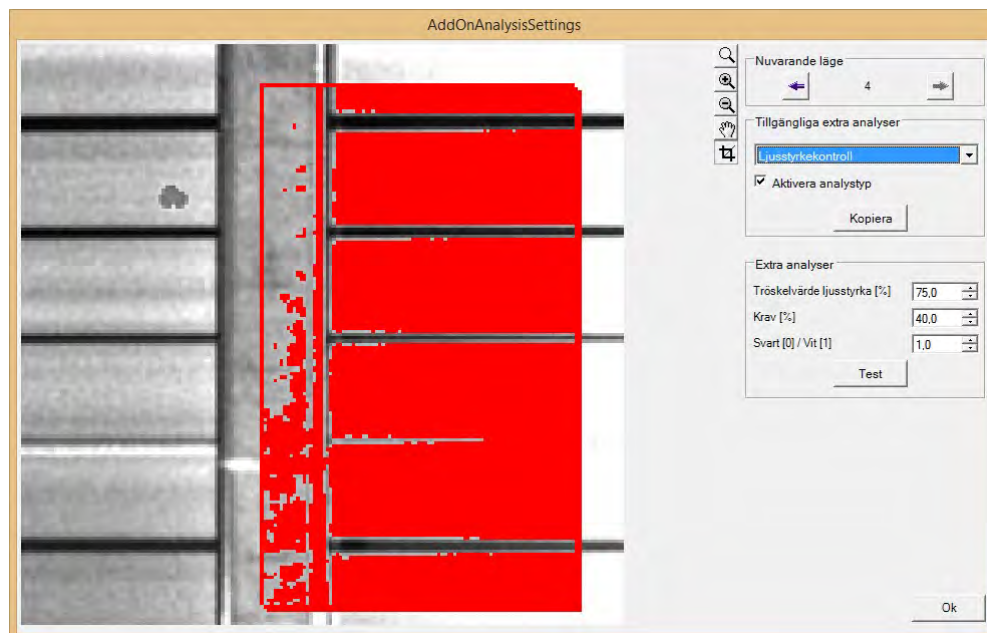 AddOnAnalysisSettings
Nuvarande läge
4
Tillgängliga extra analyser
Ljusstyrkekontroll
Aktivera analystyp
Kopiera
Extra analyser
Tröskelvärde ljusstyrka [%] 75,0
Krav [%] 40,0
Svart [0] / Vit [1] 1,0
Test
Ok